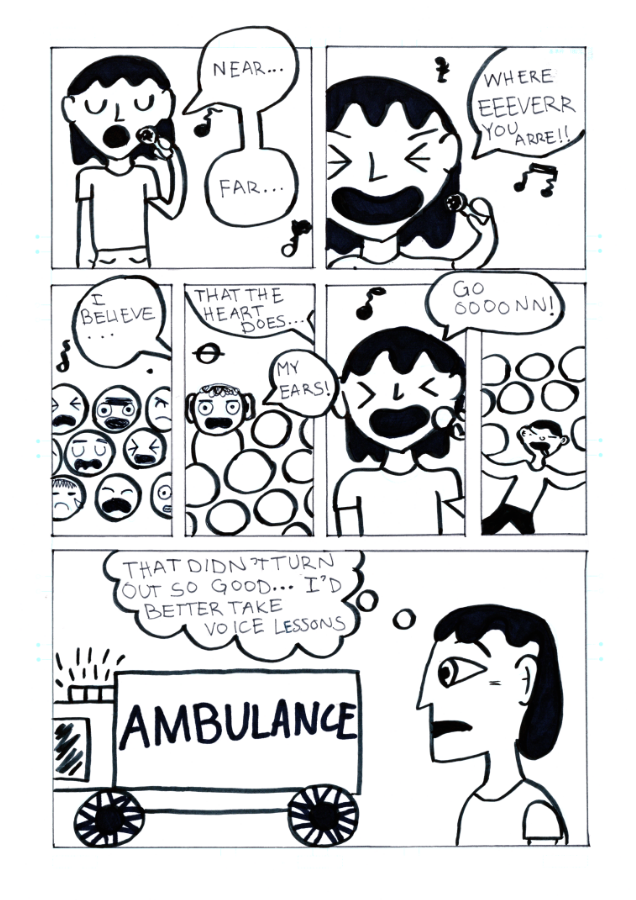 NEAR...
FAR...
WHERE
EEEVERR
YOU
ARRE!!
I
BELIEVE
...
THAT THE
HEART
DOES...
MY
EARS!
GO
OOOONN!
THAT DIDN'T TURN
OUT SO GOOD... I'D
BETTER TAKE
VOICE LESSONS
AMBULANCE